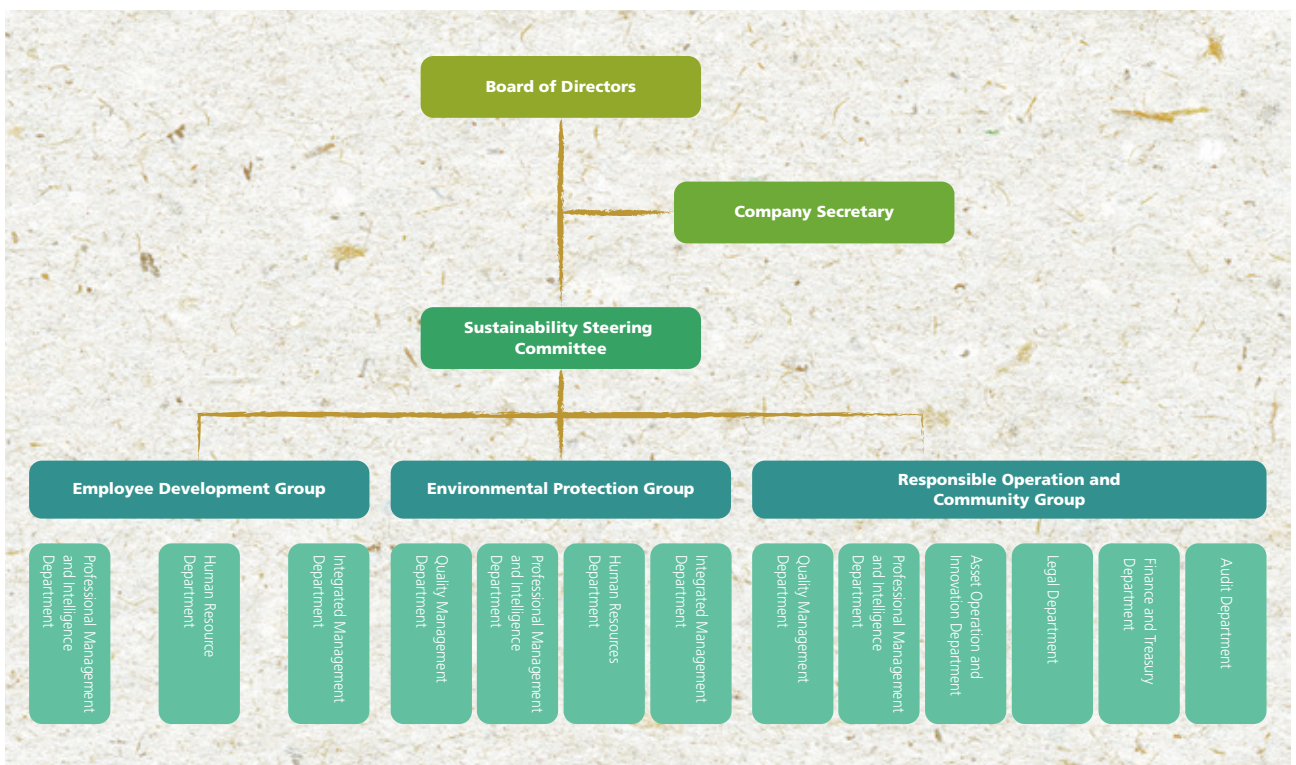 Board of Directors
Company Secretary
Sustainability Steering
Committee
Employee Development Group
Environmental Protection Group
Responsible Operation and
Community Group
Professional Management
and Intelligence
Department
Human Resource
Department
Integrated Management
Department
Quality Management
Department
Professional Management
and Intelligence
Department
Human Resources
Department
Integrated Management
Department
Quality Management
Department
Professional Management
and Intelligence
Department
Asset Operation and
Innovation Department
Legal Department
Finance and Treasury
Department
Audit Department